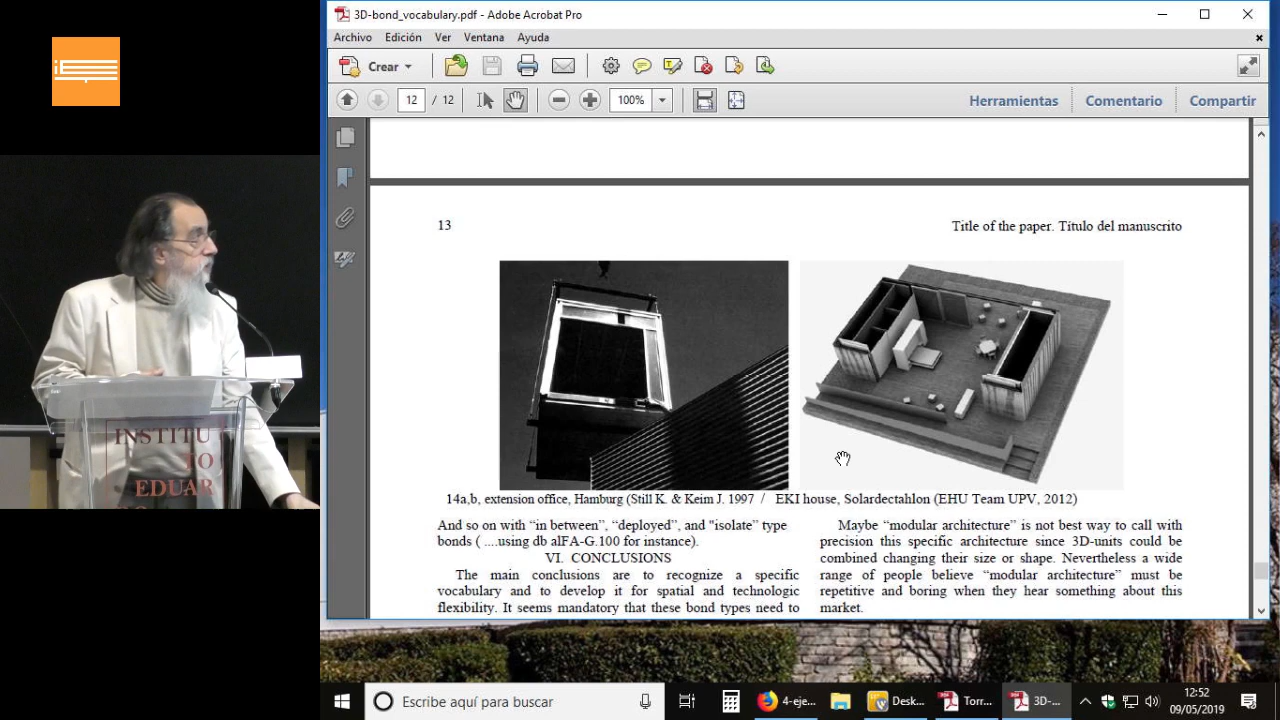 3D-bond_vocabulary.pdf - Adobe Acrobat Pro
Archivo Edición Ver Ventana Ayuda
Crear
12 / 12
100%
Herramientas Comentario Compartir
13
Title of the paper. Título del manuscrito
14a,b, extension office, Hamburg (Still K. & Keim J. 1997 / EKI house, Solardectahlon (EHU Team UPV, 2012)
And so on with “in between”, “deployed”, and "isolate” type
bonds ( ....using db alFA-G.100 for instance).
VI. CONCLUSIONS
The main conclusions are to recognize a specific
vocabulary and to develop it for spatial and technologic
flexibility. It seems mandatory that these bond types need to
Maybe “modular architecture” is not best way to call with
precision this specific architecture since 3D-units could be
combined changing their size or shape. Nevertheless a wide
range of people believe “modular architecture” must be
repetitive and boring when they hear something about this
market.
INSTITU
TO
EDUAR
Escribe aquí para buscar
4-eje...
Desk...
Torr...
3D-...
12:52
09/05/2019